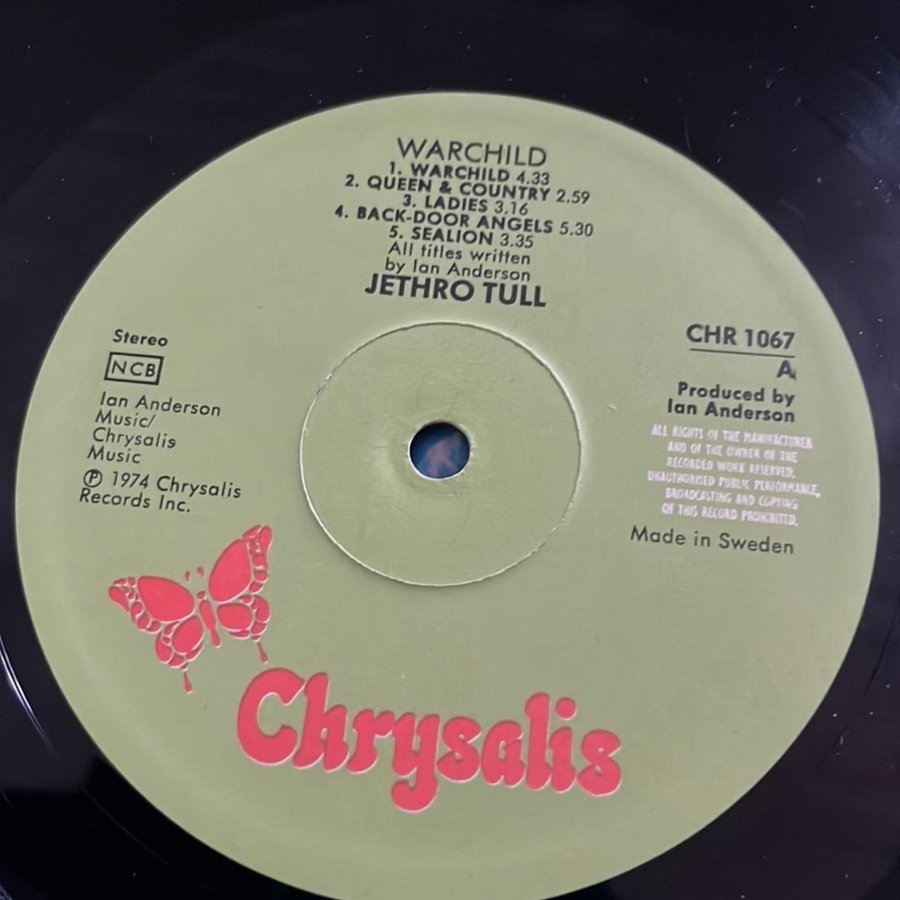 WARCHILD
1. WARCHILD 4.33
2. QUEEN & COUNTRY 2.59
3. LADIES 3.16
4. BACK-DOOR ANGELS 5.30
5. SEALION 3.35
All titles written
by Ian Anderson
JETHRO TULL
Stereo
NCB
Ian Anderson
Music/
Chrysalis
Music
℗ 1974 Chrysalis
Records Inc.
CHR 1067
A
Produced by
Ian Anderson
ALL RIGHTS OF THE MANUFACTURER
AND OF THE OWNER OF THE
RECORDED WORK RESERVED.
UNAUTHORISED PUBLIC PERFORMANCE,
BROADCASTING AND COPYING
OF THIS RECORD PROHIBITED.
Made in Sweden
Chrysalis